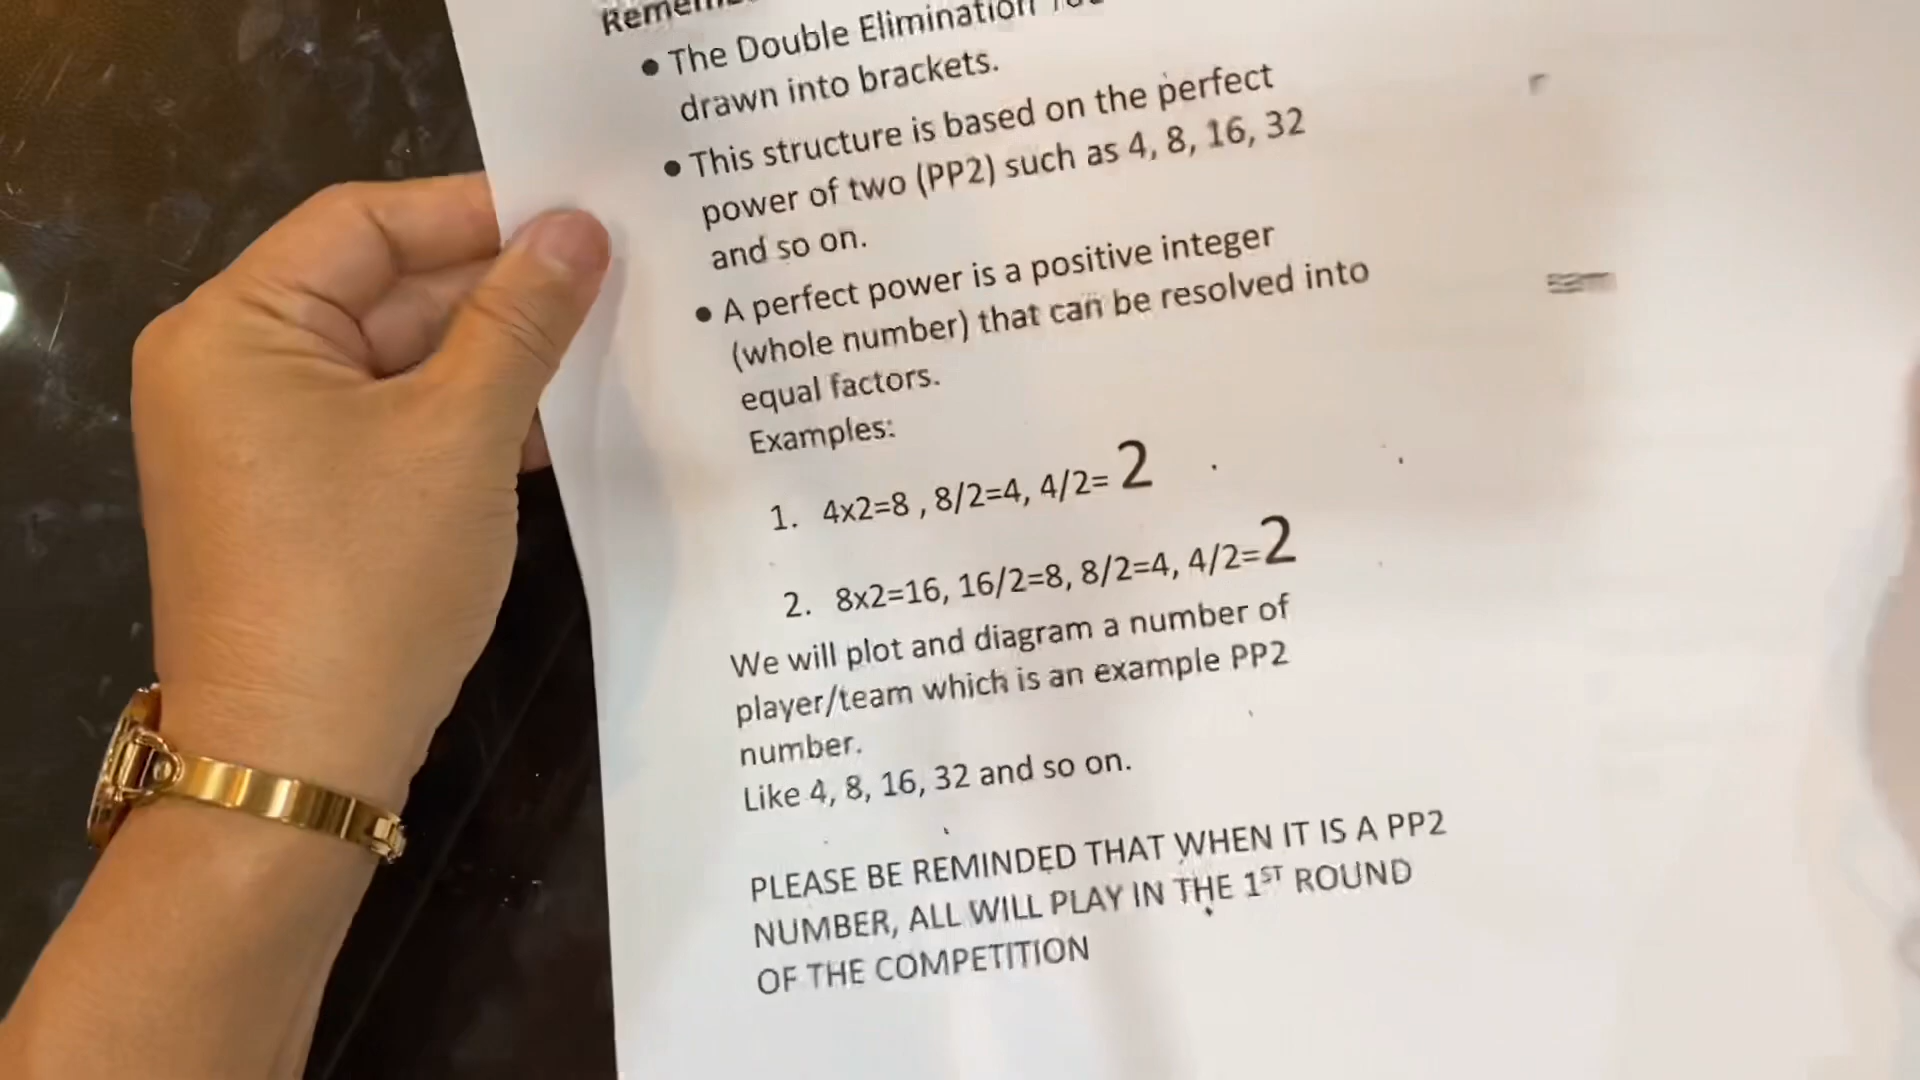 • The Double Elimination
drawn into brackets.
• This structure is based on the perfect
power of two (PP2) such as 4, 8, 16, 32
and so on.
• A perfect power is a positive integer
(whole number) that can be resolved into
equal factors.
Examples:
1. 4x2=8 , 8/2=4, 4/2= 2
2. 8x2=16, 16/2=8, 8/2=4, 4/2=2
We will plot and diagram a number of
player/team which is an example PP2
number.
Like 4, 8, 16, 32 and so on.
PLEASE BE REMINDED THAT WHEN IT IS A PP2
NUMBER, ALL WILL PLAY IN THE 1ST ROUND
OF THE COMPETITION